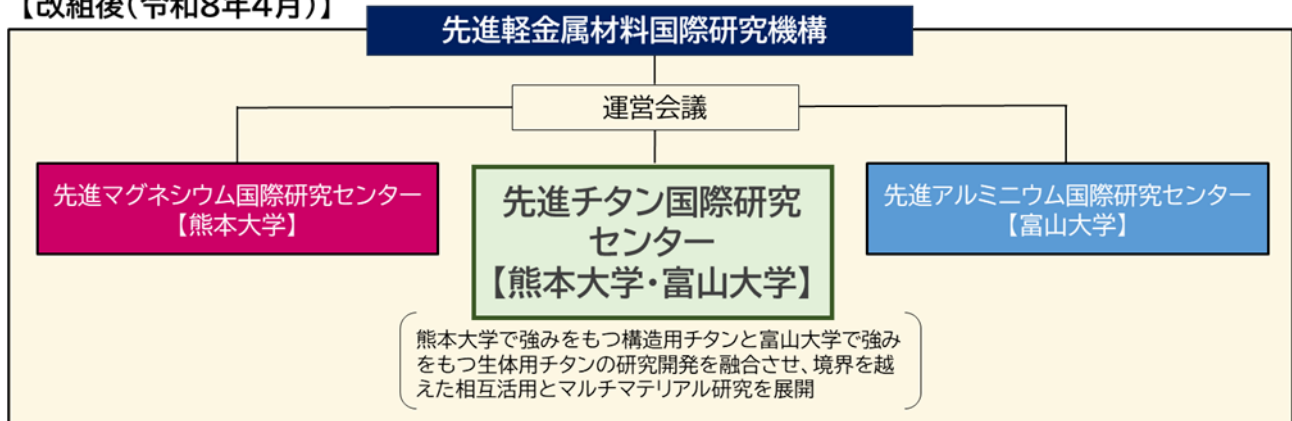 【改組後(令和8年4月)】
先進軽金属材料国際研究機構
運営会議
先進マグネシウム国際研究センター
【熊本大学】
先進チタン国際研究
センター
【熊本大学・富山大学】
先進アルミニウム国際研究センター
【富山大学】
熊本大学で強みをもつ構造用チタンと富山大学で強み
をもつ生体用チタンの研究開発を融合させ、境界を越
えた相互活用とマルチマテリアル研究を展開